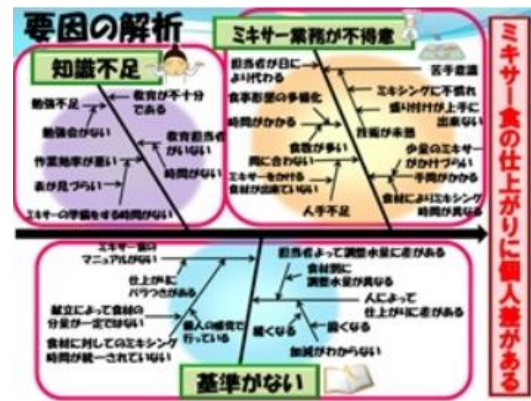 要因の解析
知識不足
勉強不足
教育が不十分
である
勉強会がない
教育担当者
がいない
作業効率が悪い
時間がない
表が見づらい
ミキサーの準備をする時間がない
ミキサー業務が不得意
担当者が日に
より代わる
苦手意識
食事形態の多様化
ミキシングに不慣れ
時間がかかる
盛り付けが上手に
出来ない
技術が未熟
食数が多い
少量のミキサー
がかけづらい
間に合わない
手間がかかる
ミキサーをかける
食材が出来ていない
食材によりミキシング
時間が異なる
人手不足
ミキサー食の
マニュアルがない
担当者よって調整水量に差がある
食材別に
調整水量が異なる
仕上がりに
バラつきがある
人によって
仕上がりに差がある
献立によって食材の
分量が一定ではない
個人の感覚で
行っている
緩くなる
固くなる
食材に対してのミキシング
時間が統一されていない
加減がわからない
基準がない
ミキサー食の仕上がりに個人差がある